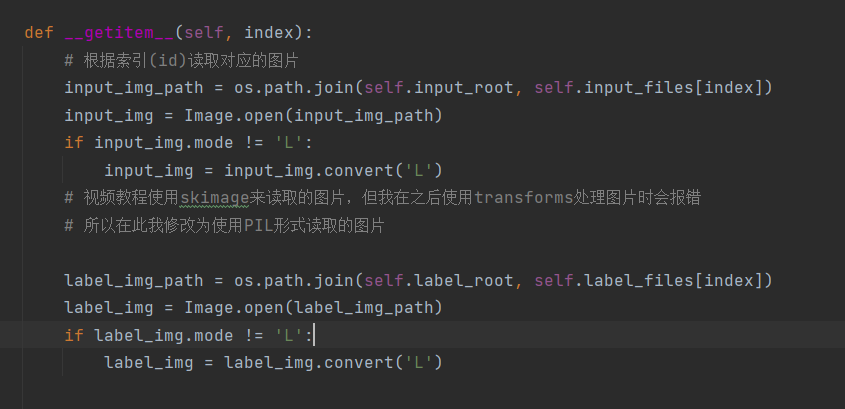 def __getitem__(self, index):
    # 根据索引(id)读取对应的图片
    input_img_path = os.path.join(self.input_root, self.input_files[index])
    input_img = Image.open(input_img_path)
    if input_img.mode != 'L':
        input_img = input_img.convert('L')
    # 视频教程使用skimage来读取的图片，但我在之后使用transforms处理图片时会报错
    # 所以在此我修改为使用PIL形式读取的图片

    label_img_path = os.path.join(self.label_root, self.label_files[index])
    label_img = Image.open(label_img_path)
    if label_img.mode != 'L':
        label_img = label_img.convert('L')